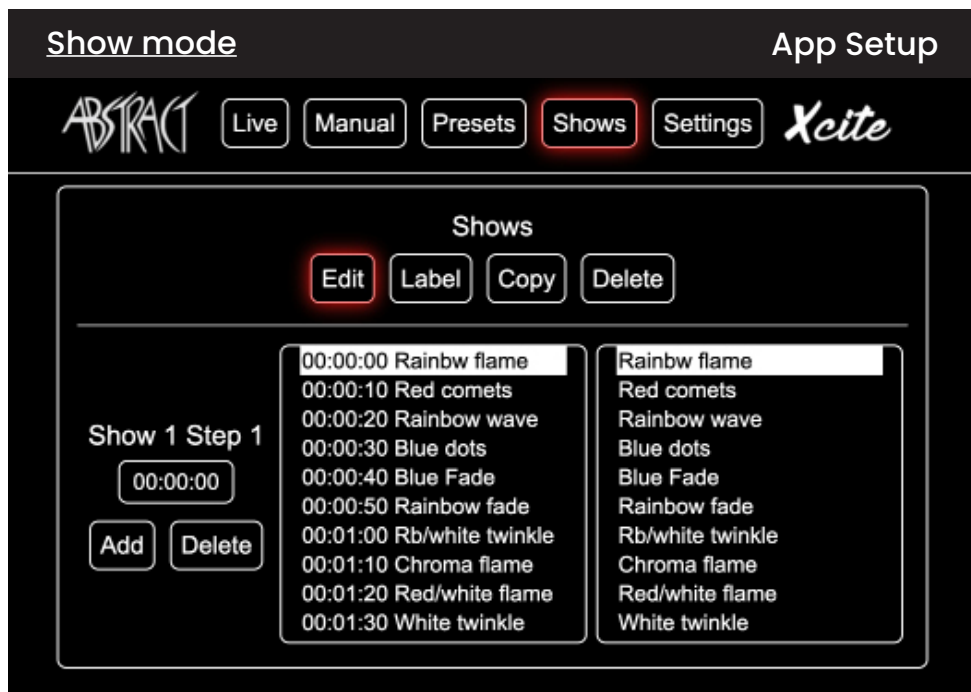 Show mode App Setup
ABSTRACT Live Manual Presets Shows Settings Xcite
Shows
Edit Label Copy Delete
Show 1 Step 1
00:00:00
Add Delete
00:00:00 Rainbw flame
00:00:10 Red comets
00:00:20 Rainbow wave
00:00:30 Blue dots
00:00:40 Blue Fade
00:00:50 Rainbow fade
00:01:00 Rb/white twinkle
00:01:10 Chroma flame
00:01:20 Red/white flame
00:01:30 White twinkle
Rainbw flame
Red comets
Rainbow wave
Blue dots
Blue Fade
Rainbow fade
Rb/white twinkle
Chroma flame
Red/white flame
White twinkle